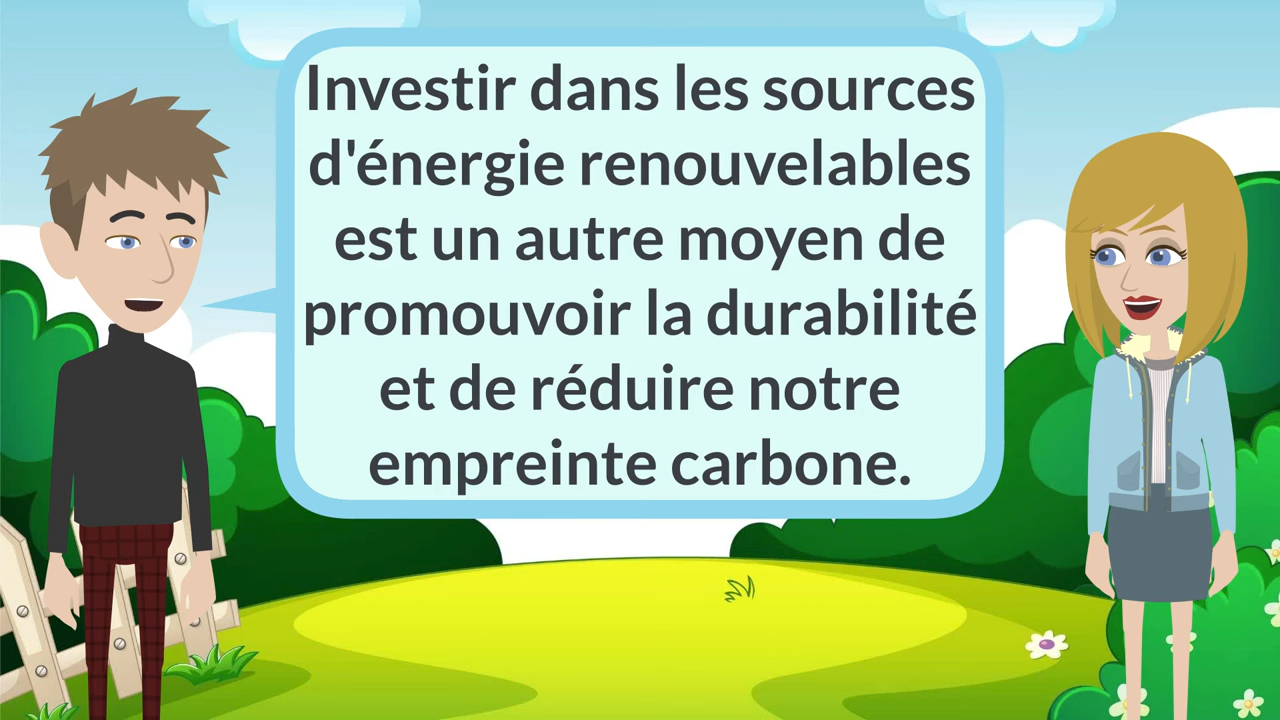 Investir dans les sources
d'énergie renouvelables
est un autre moyen de
promouvoir la durabilité
et de réduire notre
empreinte carbone.